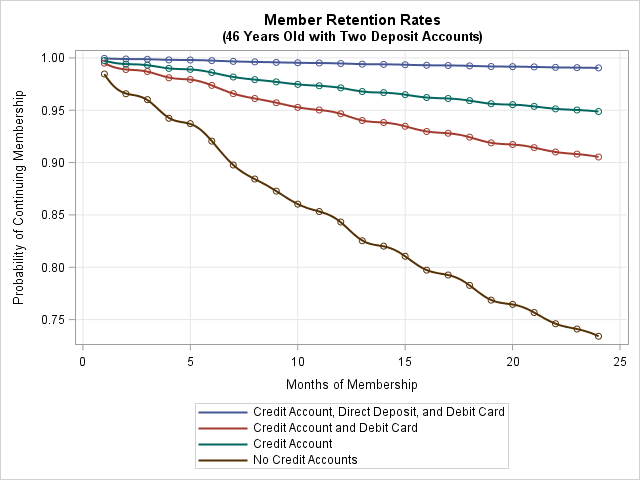 Member Retention Rates
(46 Years Old with Two Deposit Accounts)
Probability of Continuing Membership
1.00
0.95
0.90
0.85
0.80
0.75
0
5
10
15
20
25
Months of Membership
Credit Account, Direct Deposit, and Debit Card
Credit Account and Debit Card
Credit Account
No Credit Accounts